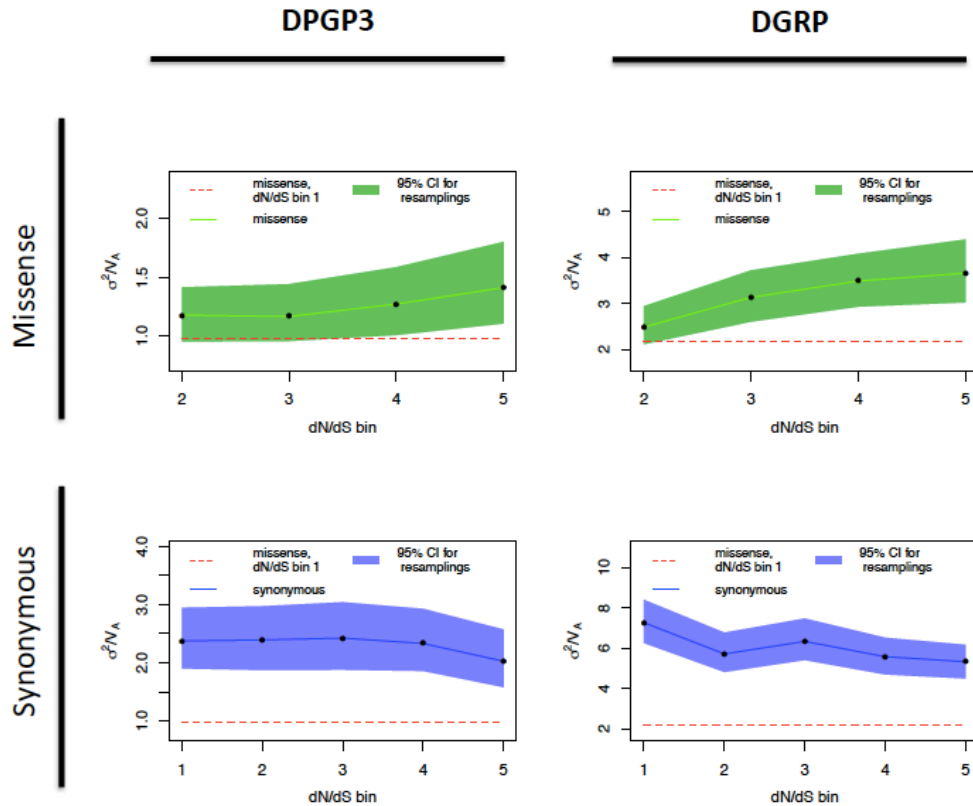 DPGP3
DGRP
Missense
missense,
dN/dS bin 1
95% CI for
resamplings
missense
σ²/V_A
2.0
1.5
1.0
2 3 4 5
dN/dS bin
missense,
dN/dS bin 1
95% CI for
resamplings
missense
σ²/V_A
5
4
3
2
2 3 4 5
dN/dS bin
Synonymous
missense,
dN/dS bin 1
95% CI for
resamplings
synonymous
σ²/V_A
4.0
3.0
2.0
1.0
1 2 3 4 5
dN/dS bin
missense,
dN/dS bin 1
95% CI for
resamplings
synonymous
σ²/V_A
10
8
6
4
2
1 2 3 4 5
dN/dS bin